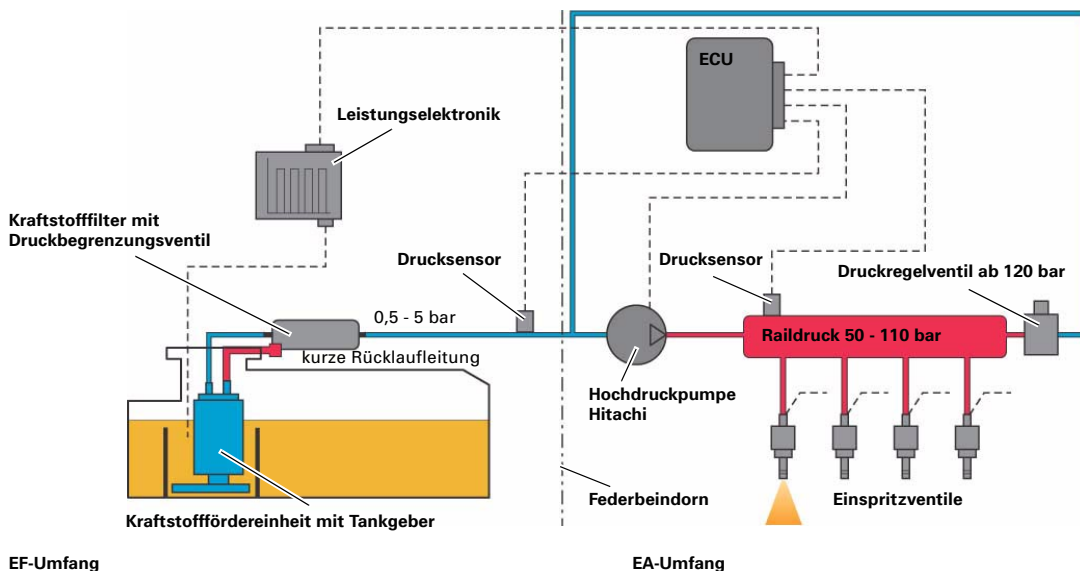 ECU
Leistungselektronik
Kraftstofffilter mit
Druckbegrenzungsventil
Drucksensor
Drucksensor
Druckregelventil ab 120 bar
0,5 - 5 bar
Raildruck 50 - 110 bar
kurze Rücklaufleitung
Hochdruckpumpe
Hitachi
Federbeindorn
Einspritzventile
Kraftstofffördereinheit mit Tankgeber
EF-Umfang
EA-Umfang